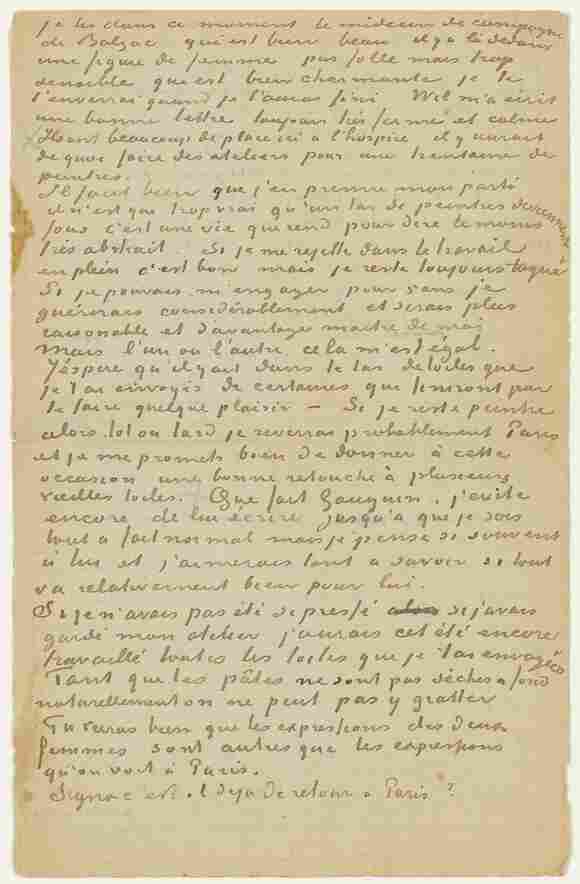 je lis dans ce moment le médecin de campagne
de Balzac qui est bien beau il y a là dedans
une figure de femme pas folle mais trop
sensible qui est bien charmante je te
l'enverrai quand je l'aurai fini. Wil m'a écrit
une bonne lettre toujours très ferme et calme
Ils ont beaucoup de place ici à l'hospice il y aurait
de quoi faire des ateliers pour une trentaine de
peintres.
Il faut bien que j'en prenne mon parti
il n'est que trop vrai qu'un tas de peintres deviennent
fous c'est une vie qui rend pour dire le moins
très abstrait. Si je me rejette dans le travail
en plein c'est bon mais je reste toujours toqué
Si je pouvais m'engager pour 5 ans je
guérirais considérablement et serais plus
raisonable et davantage maitre de moi
mais l'un ou l'autre cela m'est égal.
J'espère qu'il y ait dans le tas de toiles que
je t'ai envoyés de certaines qui finiront par
te faire quelque plaisir — Si je reste peintre
alors tot ou tard je reverrai probablement Paris
et je me promets bien de donner à cette
occasion une bonne retouche à plusieurs
vieilles toiles. Que fait Gauguin, j'évite
encore de lui écrire jusqu'à que je sois
tout a fait normal mais je pense si souvent
à lui et j'aimerais tant a savoir si tout
va relativement bien pour lui.
Si je n'avais pas été si pressé si j'avais
gardé mon atelier j'aurais cet été encore
travaillé toutes les toiles que je t'ai envoyées
Tant que les pâtes ne sont pas sèches a fond
naturellement on ne peut pas y gratter
Tu verras bien que les expressions des deux
femmes sont autres que les expressions
qu'on voit à Paris.
Signac est-il déja de retour a Paris ?